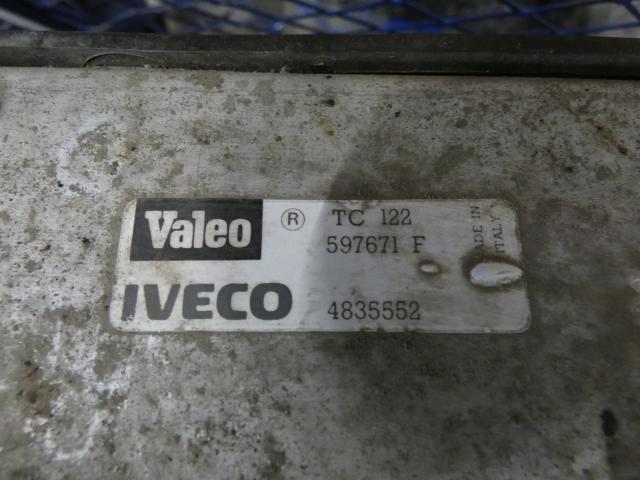 Valeo ® TC 122
597671 F
IVECO 4835552
MADE IN
ITALY